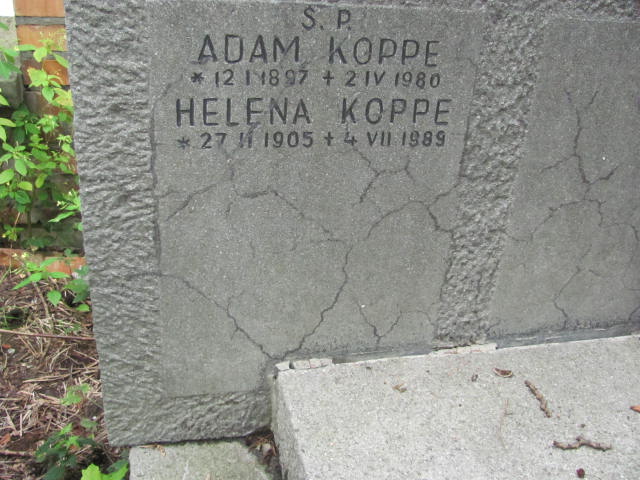 Ś. P.
ADAM KOPPE
* 12 I 1897 + 2 IV 1980
HELENA KOPPE
* 27 II 1905 + 4 VII 1989